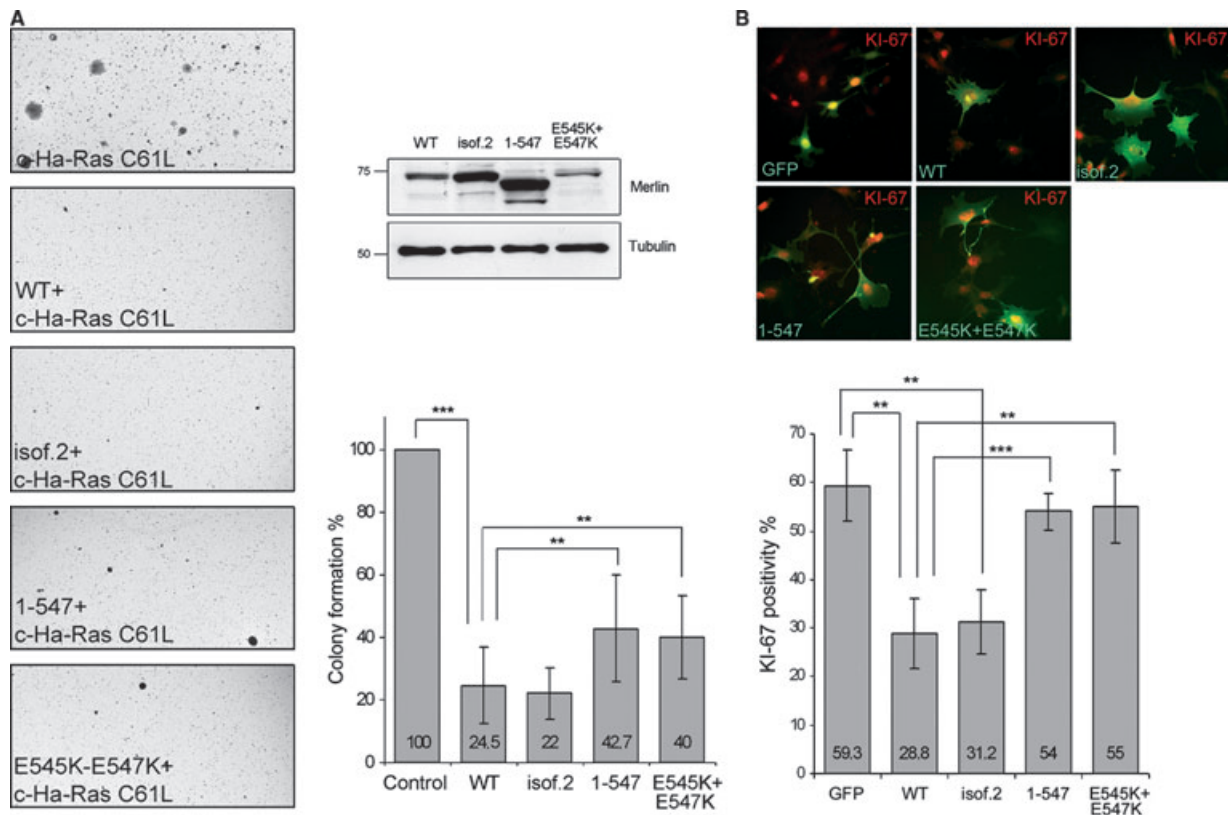 A
c-Ha-Ras C61L
WT+
c-Ha-Ras C61L
isof.2+
c-Ha-Ras C61L
1-547+
c-Ha-Ras C61L
E545K-E547K+
c-Ha-Ras C61L
WT isof.2 1-547 E545K+
E547K
75
Merlin
50
Tubulin
***
**
**
Colony formation %
100
80
60
40
20
0
100 24.5 22 42.7 40
Control WT isof.2 1-547 E545K+
E547K
B
KI-67 KI-67 KI-67
GFP WT isof.2
KI-67 KI-67
1-547 E545K+E547K
**
**
**
***
KI-67 positivity %
70
60
50
40
30
20
10
0
59.3 28.8 31.2 54 55
GFP WT isof.2 1-547 E545K+
E547K